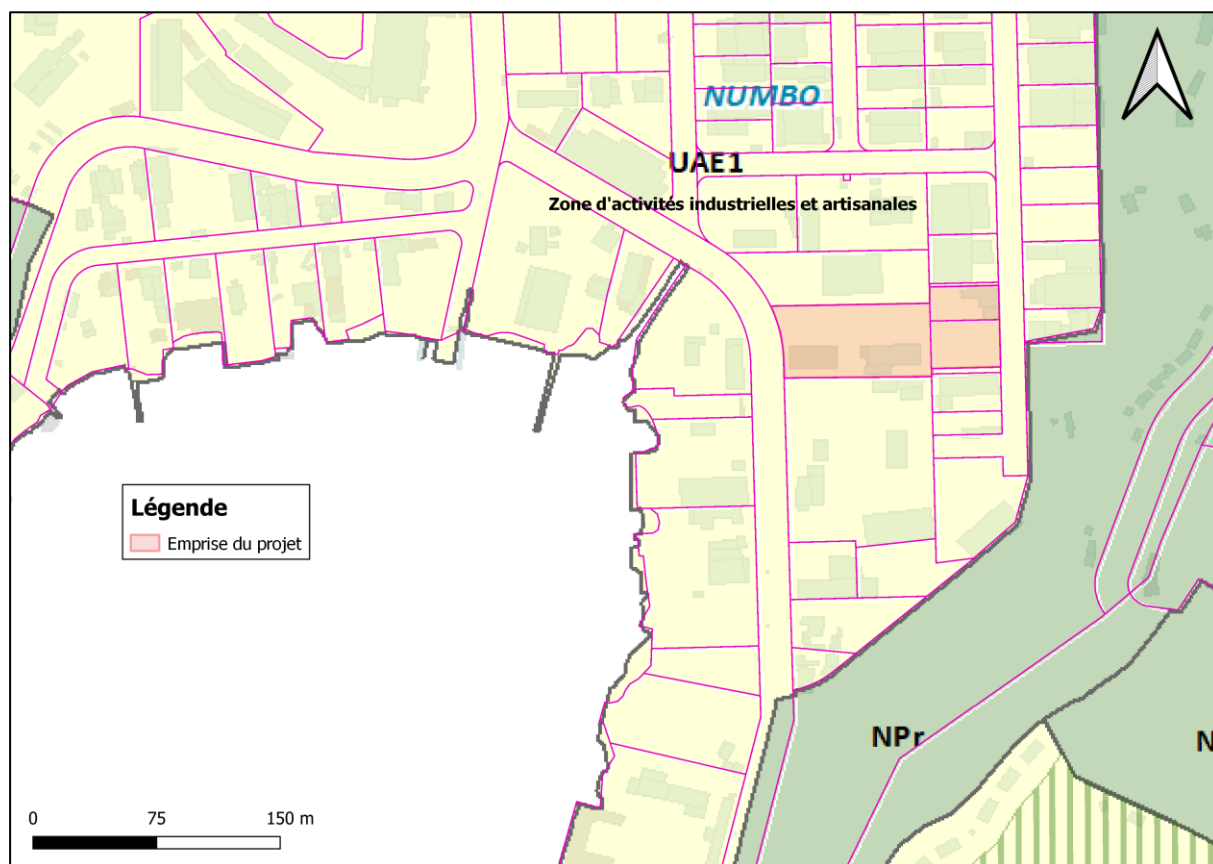 NUMBO
UAE1
Zone d'activités industrielles et artisanales
Légende
Emprise du projet
NPr
N
0 75 150 m